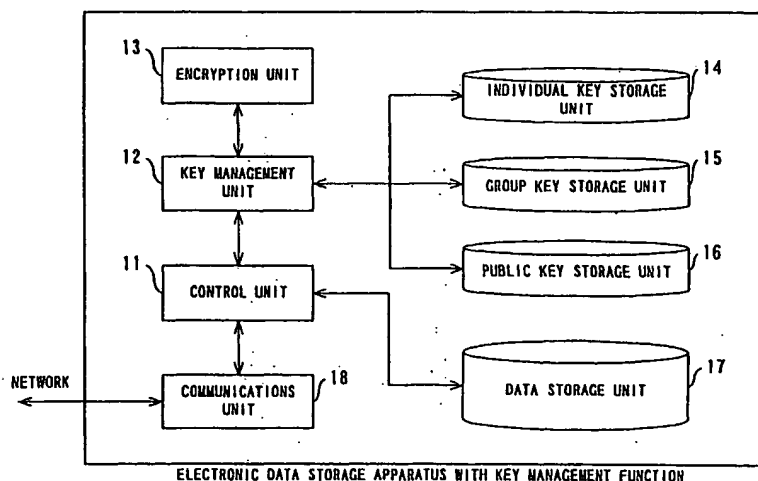 13
ENCRYPTION UNIT
14
INDIVIDUAL KEY STORAGE
UNIT
12
KEY MANAGEMENT
UNIT
15
GROUP KEY STORAGE UNIT
11
CONTROL UNIT
16
PUBLIC KEY STORAGE UNIT
NETWORK
COMMUNICATIONS
UNIT
18
17
DATA STORAGE UNIT
ELECTRONIC DATA STORAGE APPARATUS WITH KEY MANAGEMENT FUNCTION